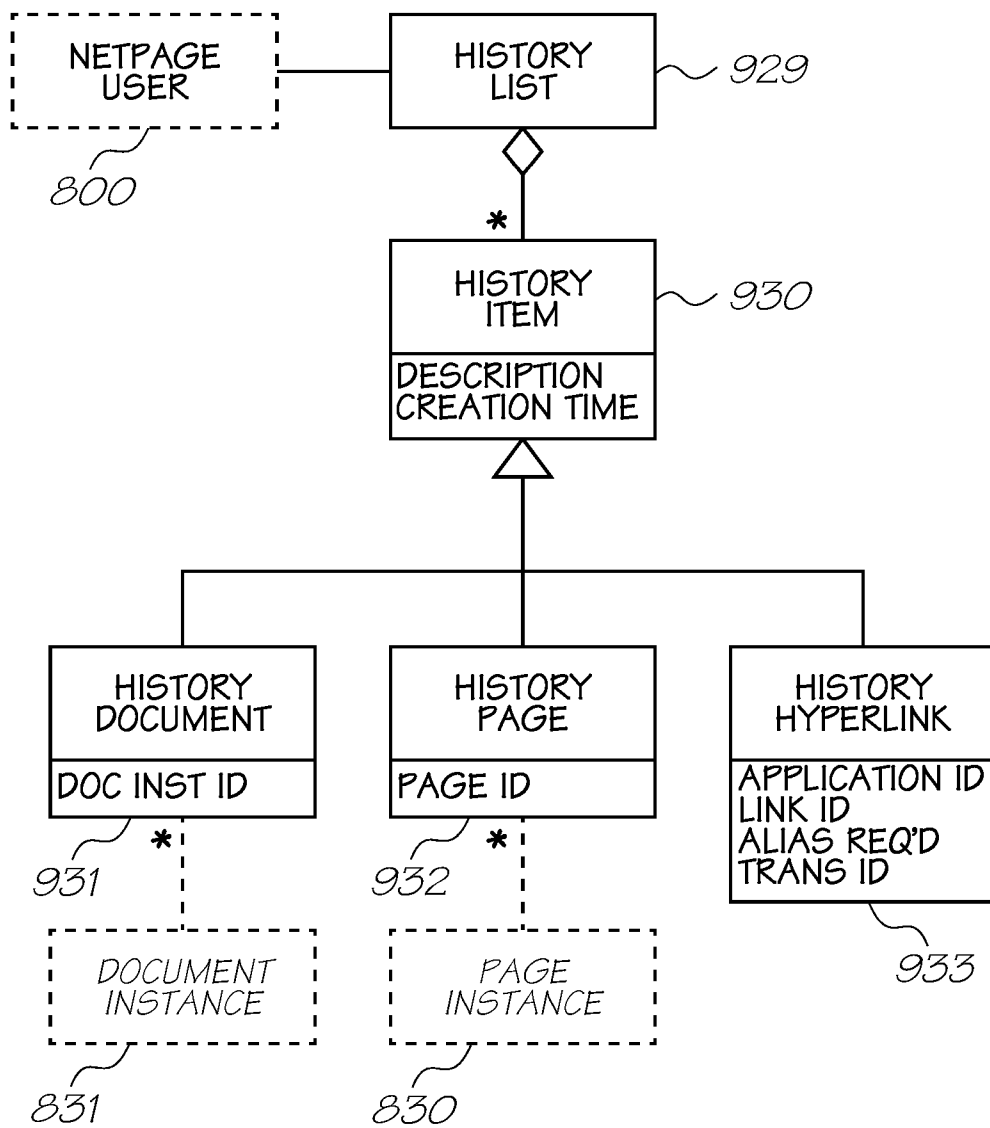 NETPAGE
USER
800
HISTORY
LIST
929
*
HISTORY
ITEM
930
DESCRIPTION
CREATION TIME
HISTORY
DOCUMENT
DOC INST ID
931
*
HISTORY
PAGE
PAGE ID
932
*
HISTORY
HYPERLINK
APPLICATION ID
LINK ID
ALIAS REQ'D
TRANS ID
933
DOCUMENT
INSTANCE
831
PAGE
INSTANCE
830